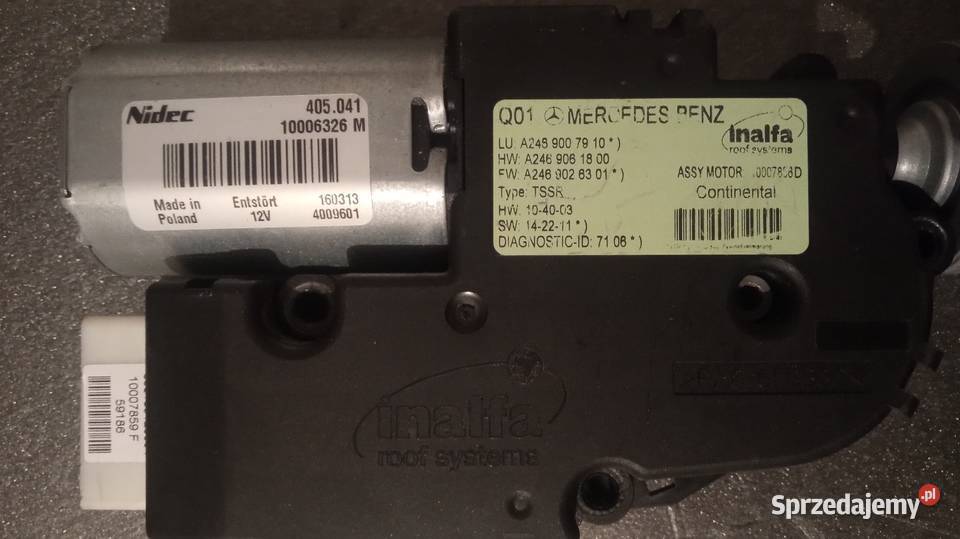 Nidec
405.041
10006326 M
Made in Poland
Entstört 12V
160313
4009601
Q01 MERCEDES BENZ
inalfa
roof systems
LU: A246 900 79 10 *)
HW: A246 906 18 00
FW: A246 902 63 01 *)
Type: TSSR
HW: 10-40-03
SW: 14-22-11 *)
DIAGNOSTIC-ID: 71 06 *)
ASSY MOTOR
Continental
10007859 F
59186
inalfa
roof systems
Sprzedajemy.pl